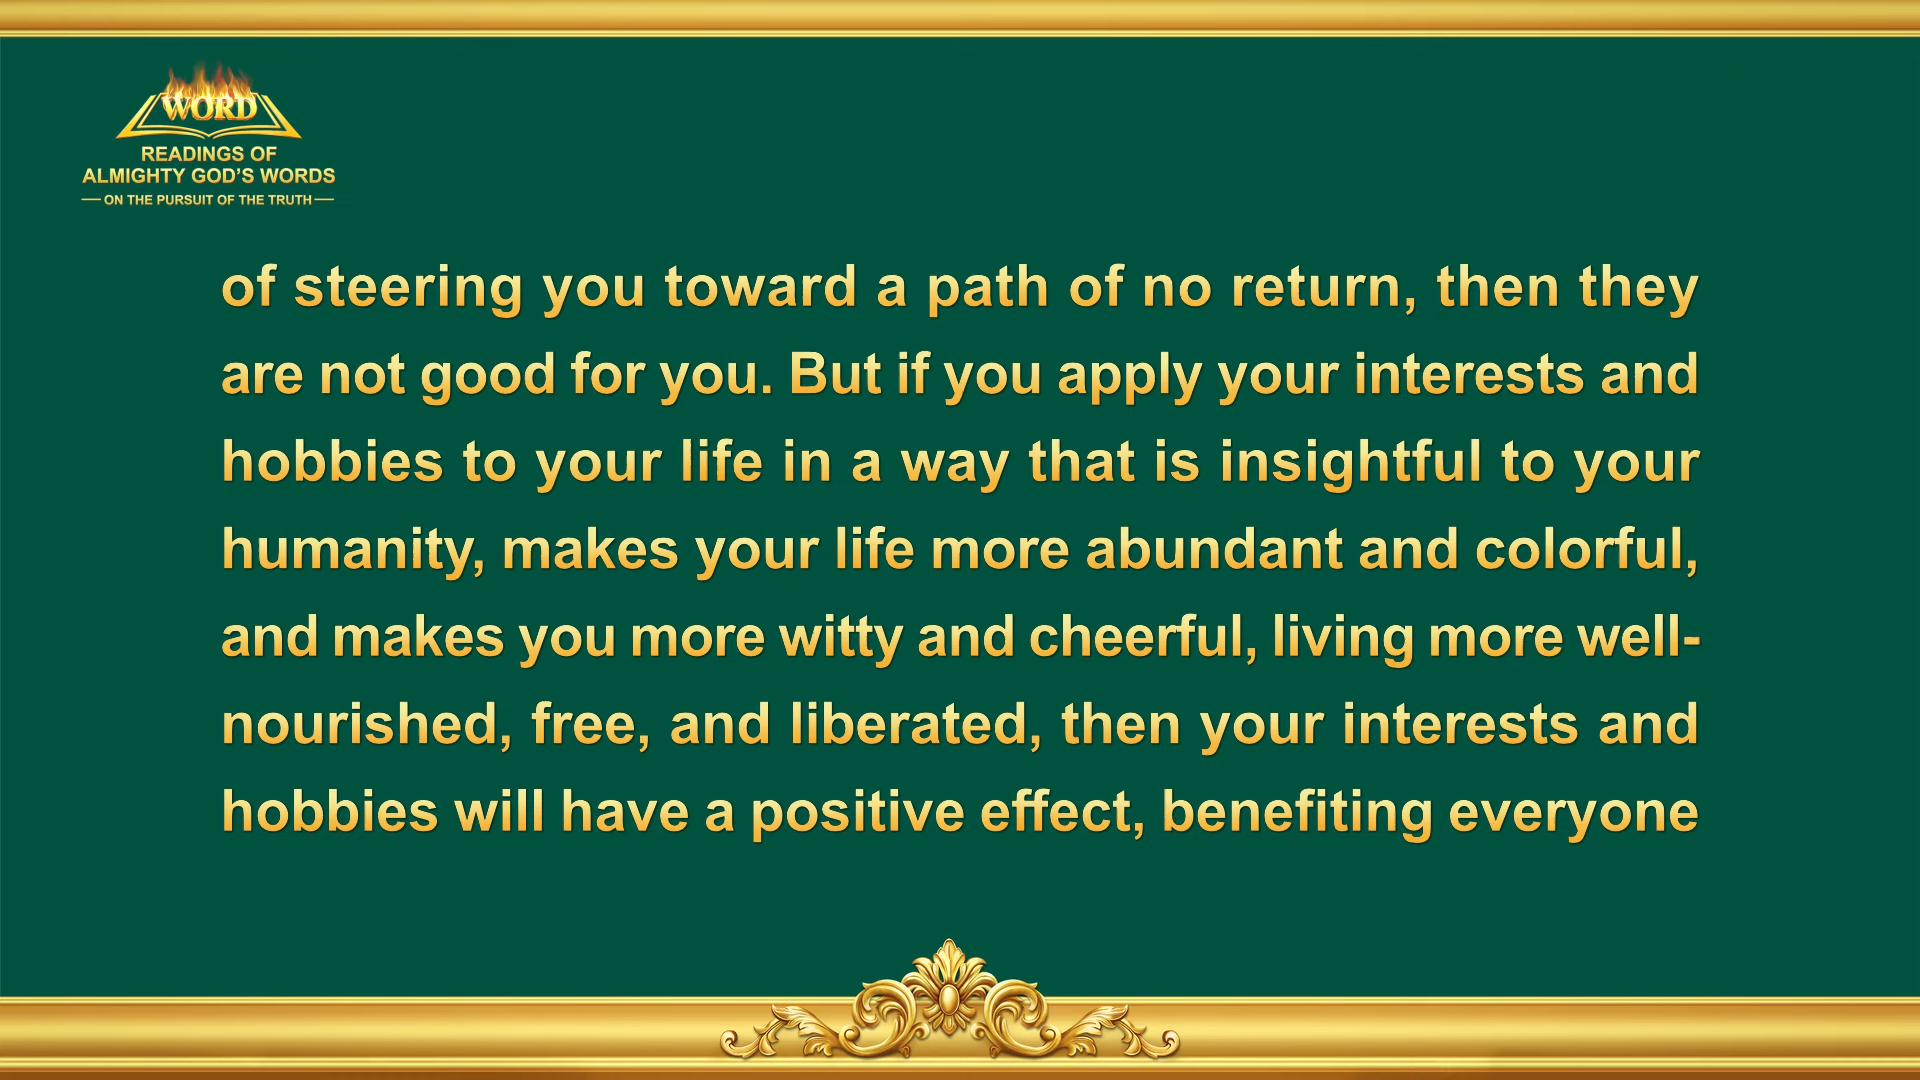 WORD
READINGS OF
ALMIGHTY GOD'S WORDS
— ON THE PURSUIT OF THE TRUTH —
of steering you toward a path of no return, then they
are not good for you. But if you apply your interests and
hobbies to your life in a way that is insightful to your
humanity, makes your life more abundant and colorful,
and makes you more witty and cheerful, living more well-
nourished, free, and liberated, then your interests and
hobbies will have a positive effect, benefiting everyone